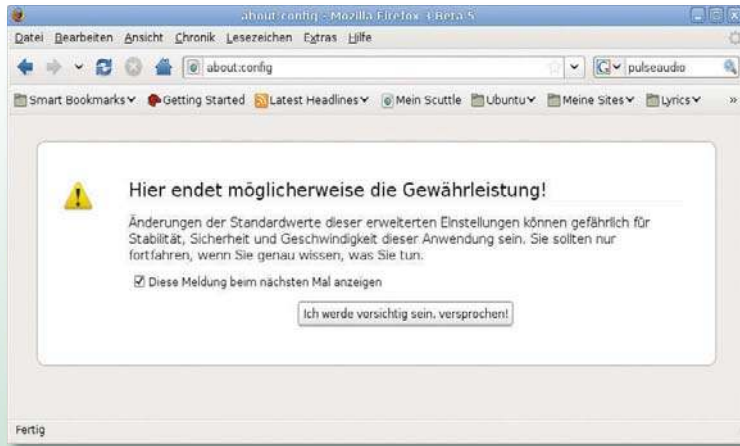 about:config - Mozilla Firefox 3 Beta 5
Datei Bearbeiten Ansicht Chronik Lesezeichen Extras Hilfe
about:config G pulseaudio
Smart Bookmarks Getting Started Latest Headlines Mein Scuttle Ubuntu Meine Sites Lyrics »
Hier endet möglicherweise die Gewährleistung!
Änderungen der Standardwerte dieser erweiterten Einstellungen können gefährlich für
Stabilität, Sicherheit und Geschwindigkeit dieser Anwendung sein. Sie sollten nur
fortfahren, wenn Sie genau wissen, was Sie tun.
Diese Meldung beim nächsten Mal anzeigen
Ich werde vorsichtig sein, versprochen!
Fertig